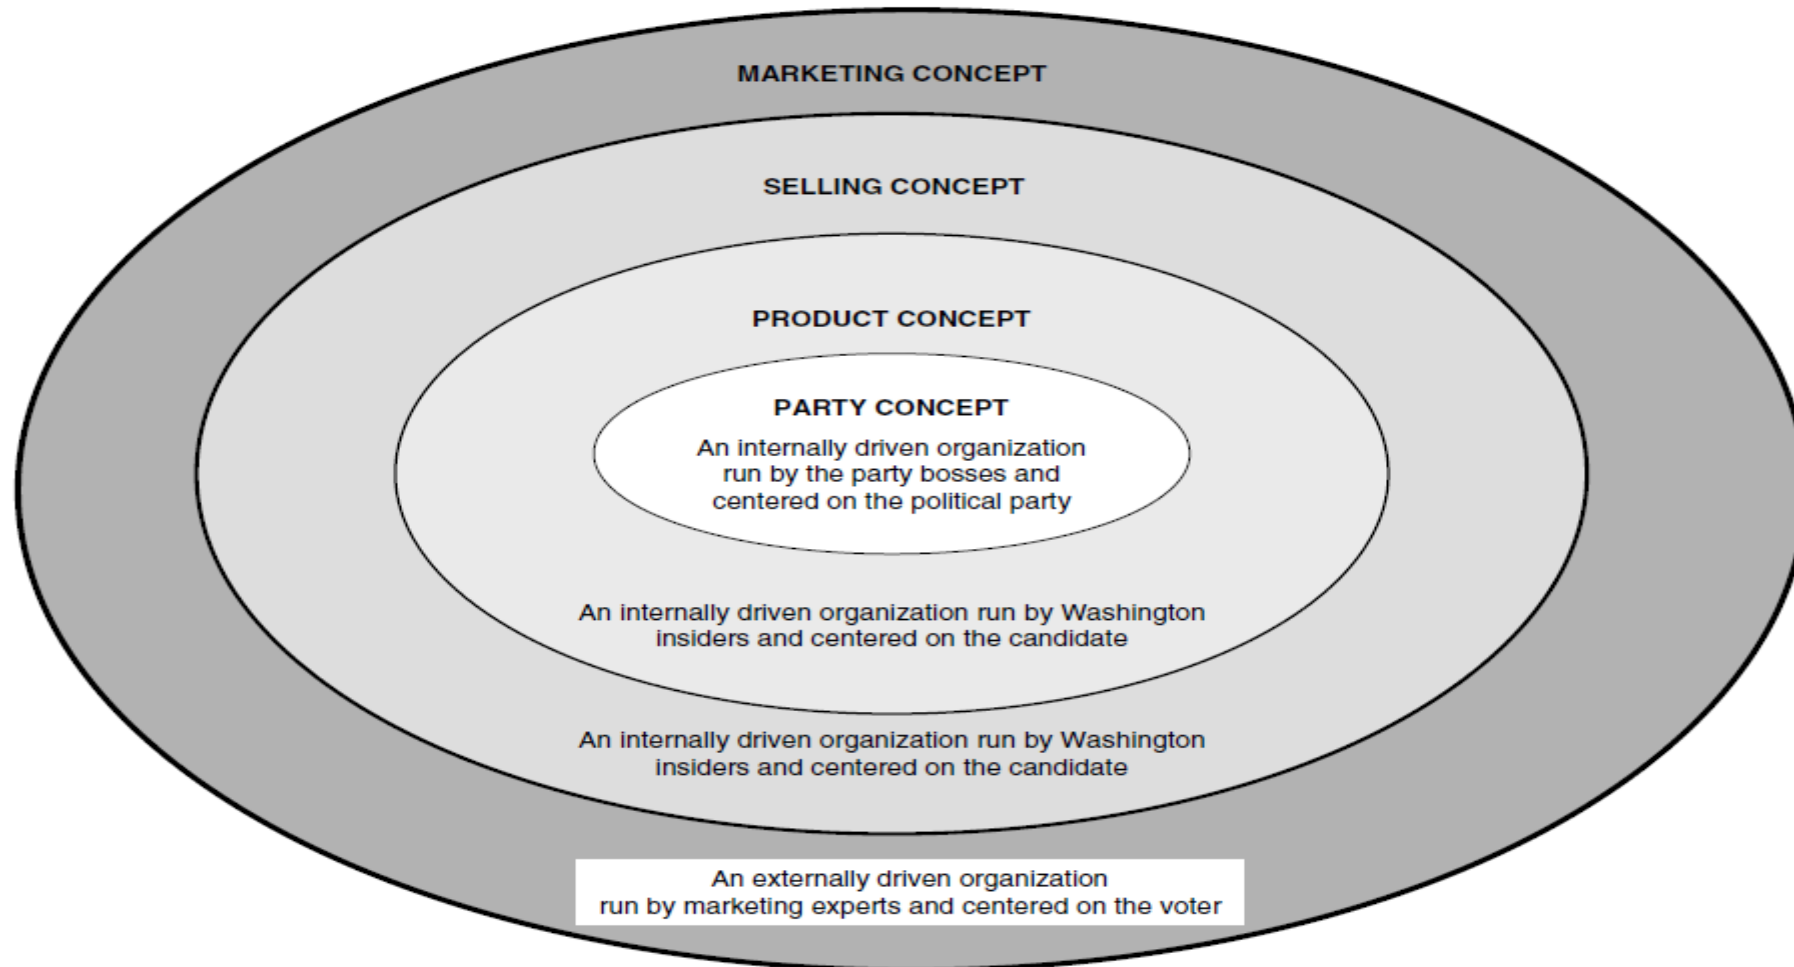 MARKETING CONCEPT
SELLING CONCEPT
PRODUCT CONCEPT
PARTY CONCEPT
An internally driven organization
run by the party bosses and
centered on the political party
An internally driven organization run by Washington
insiders and centered on the candidate
An internally driven organization run by Washington
insiders and centered on the candidate
An externally driven organization
run by marketing experts and centered on the voter